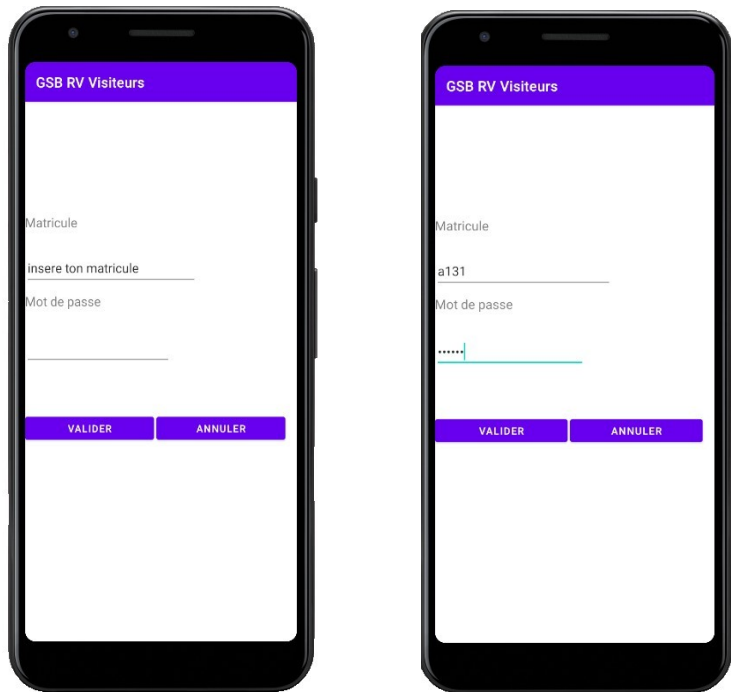 GSB RV Visiteurs
Matricule
insere ton matricule
Mot de passe
VALIDER ANNULER
GSB RV Visiteurs
Matricule
a131
Mot de passe
••••••
VALIDER ANNULER